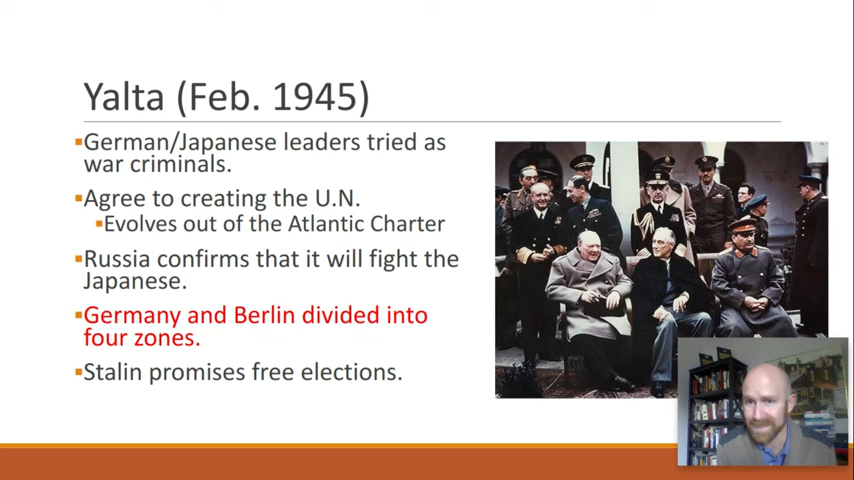 Yalta (Feb. 1945)
▪German/Japanese leaders tried as
war criminals.
▪Agree to creating the U.N.
▪Evolves out of the Atlantic Charter
▪Russia confirms that it will fight the
Japanese.
▪Germany and Berlin divided into
four zones.
▪Stalin promises free elections.